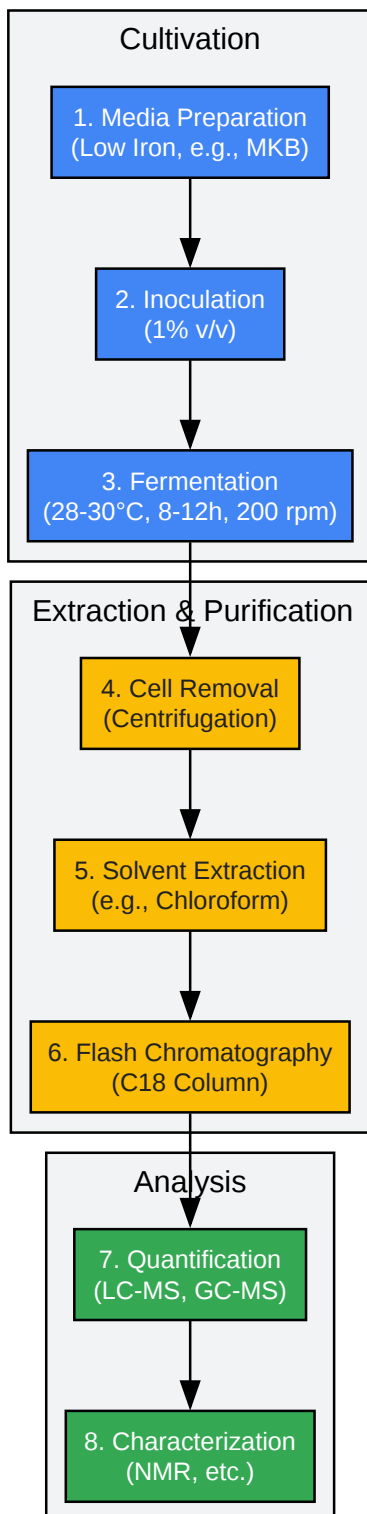 Cultivation
1. Media Preparation
(Low Iron, e.g., MKB)
2. Inoculation
(1% v/v)
3. Fermentation
(28-30°C, 8-12h, 200 rpm)
Extraction & Purification
4. Cell Removal
(Centrifugation)
5. Solvent Extraction
(e.g., Chloroform)
6. Flash Chromatography
(C18 Column)
Analysis
7. Quantification
(LC-MS, GC-MS)
8. Characterization
(NMR, etc.)